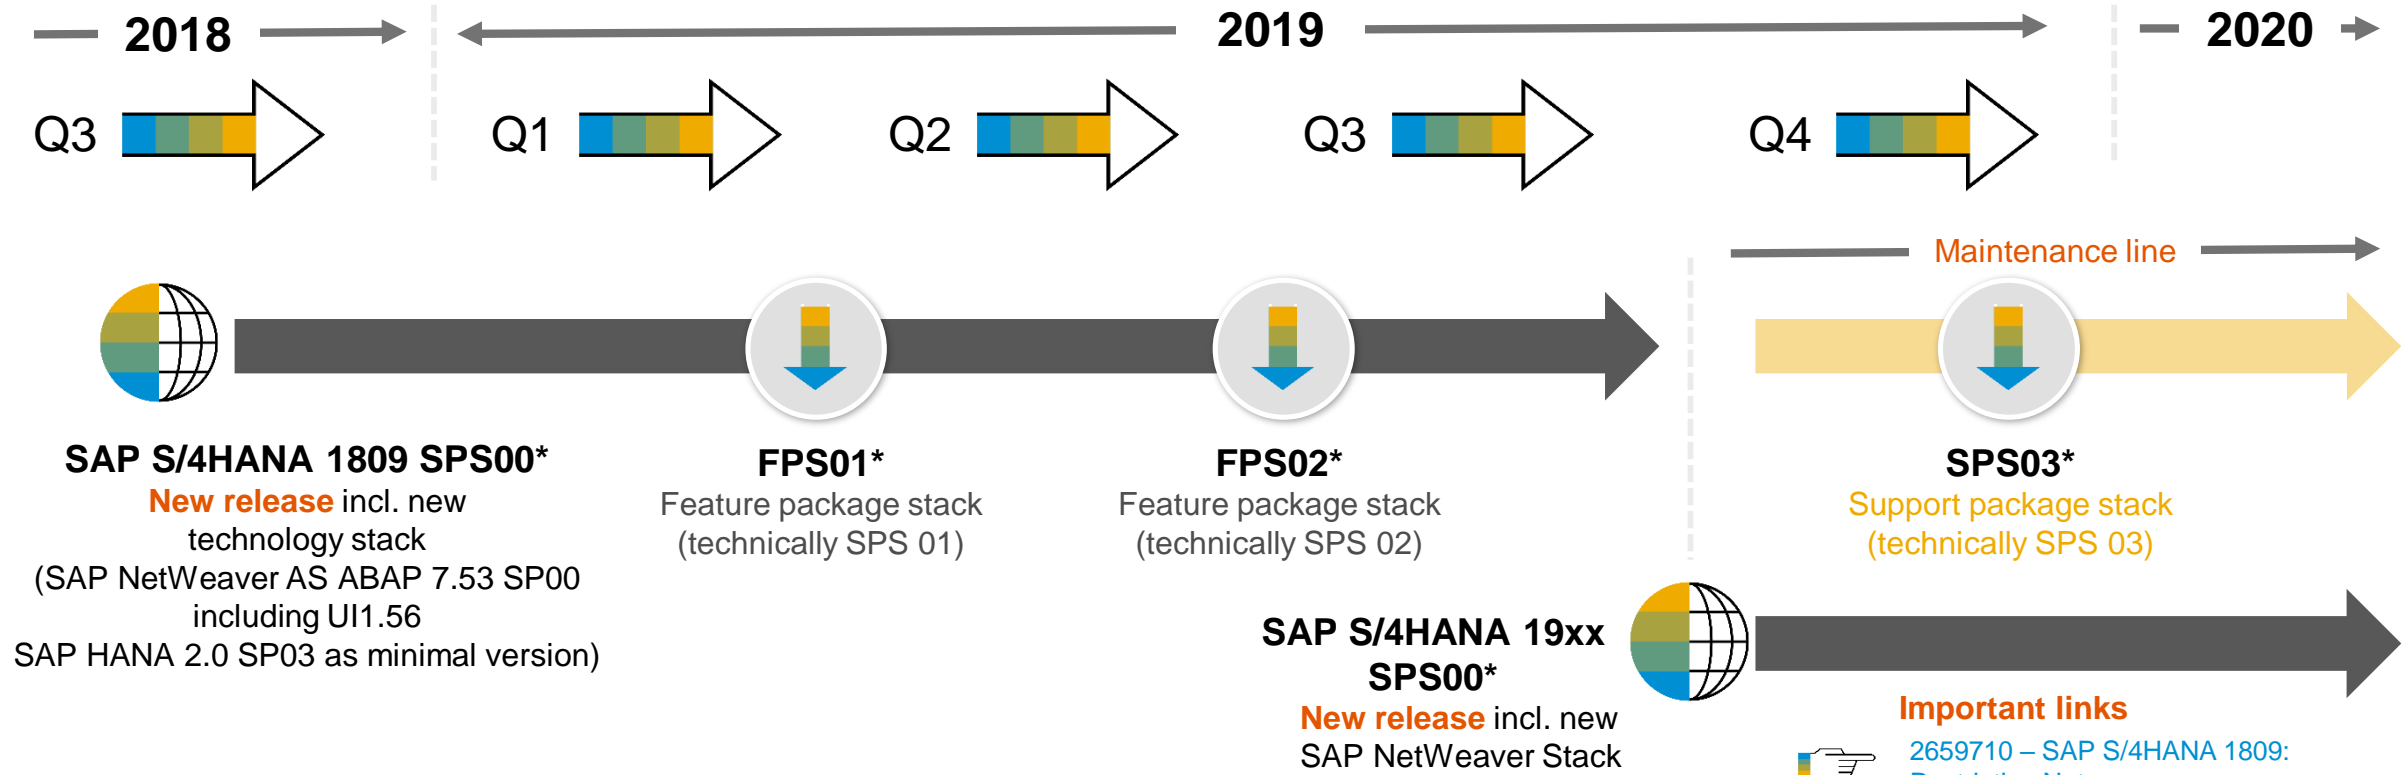 2018
2019
2020
Q3
Q1
Q2
Q3
Q4
Maintenance line
SAP S/4HANA 1809 SPS00*
New release incl. new
technology stack
(SAP NetWeaver AS ABAP 7.53 SP00
including UI1.56
SAP HANA 2.0 SP03 as minimal version)
FPS01*
Feature package stack
(technically SPS 01)
FPS02*
Feature package stack
(technically SPS 02)
SPS03*
Support package stack
(technically SPS 03)
SAP S/4HANA 19xx
SPS00*
New release incl. new
SAP NetWeaver Stack
Important links
2659710 – SAP S/4HANA 1809: